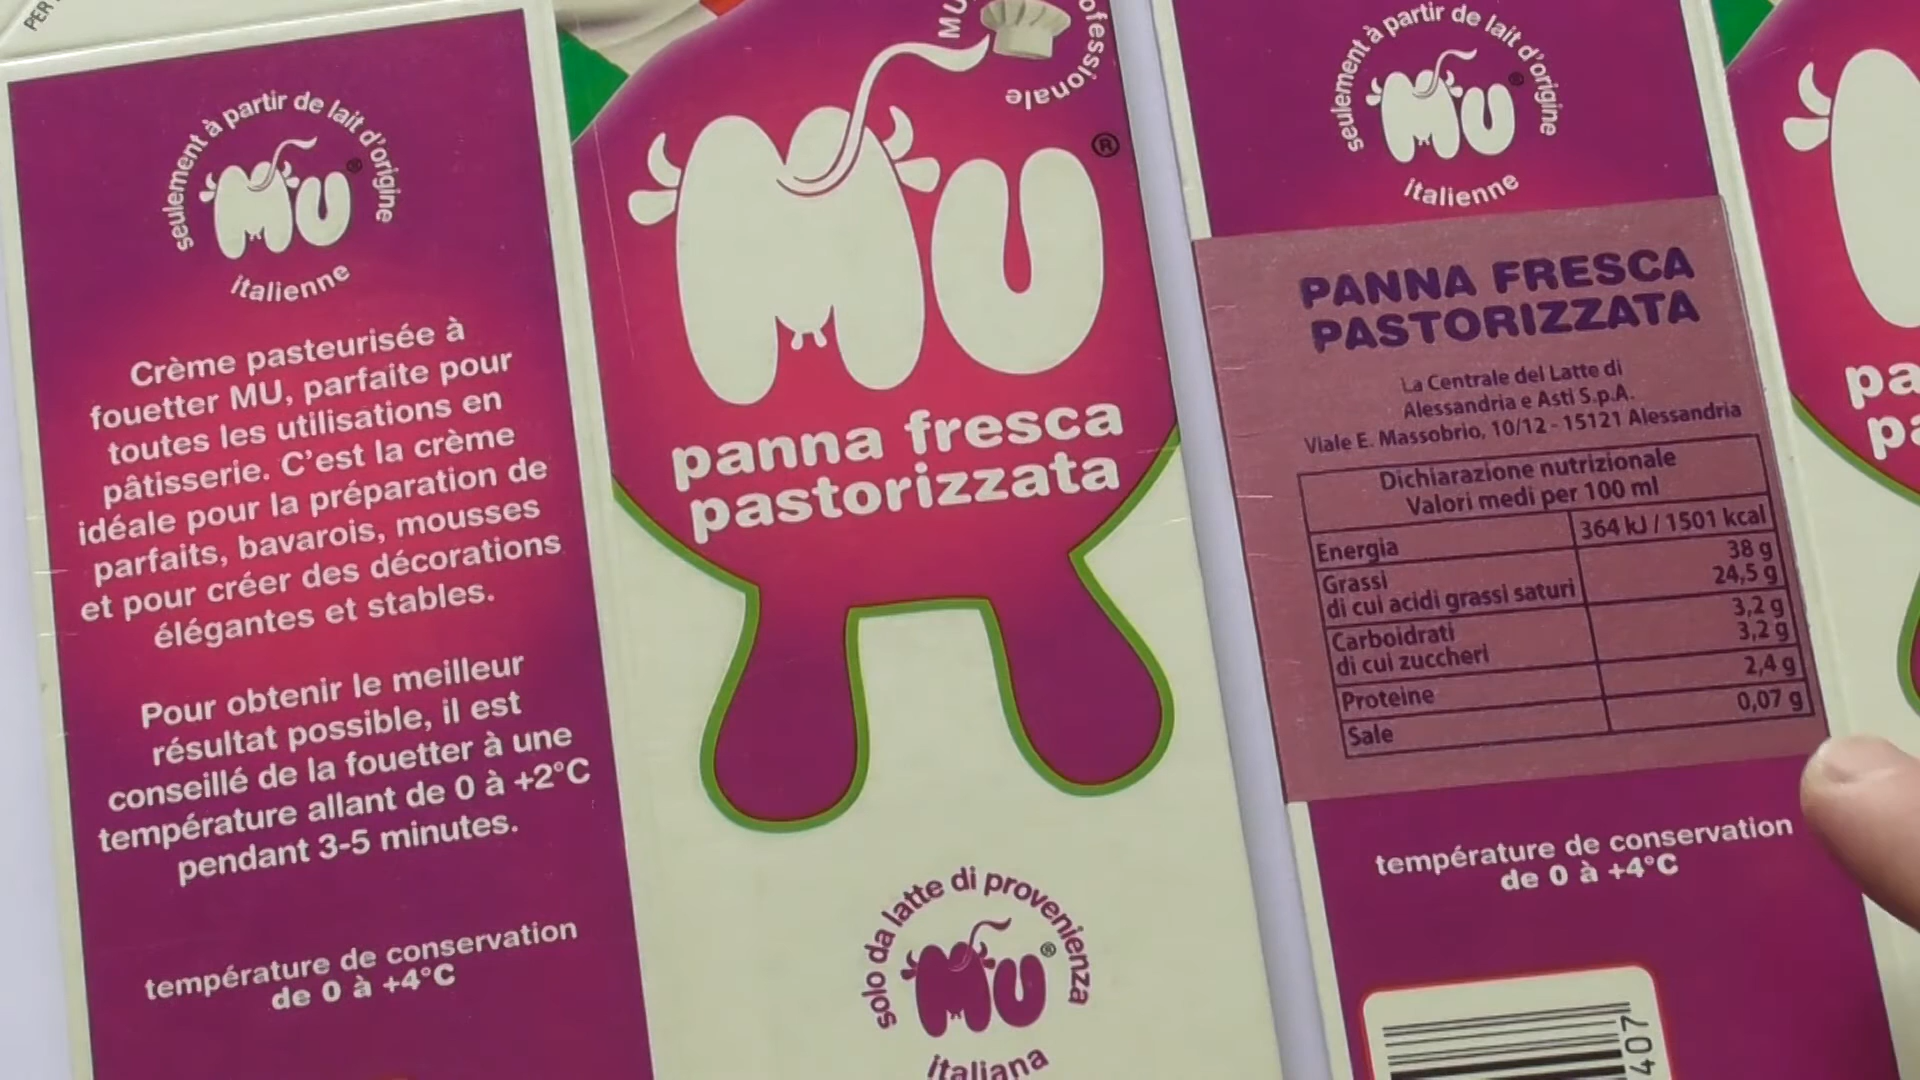 PER
seulement à partir de lait d'origine
MU
italienne
Crème pasteurisée à
fouetter MU, parfaite pour
toutes les utilisations en
pâtisserie. C'est la crème
idéale pour la préparation de
parfaits, bavarois, mousses
et pour créer des décorations
élégantes et stables.
Pour obtenir le meilleur
résultat possible, il est
conseillé de la fouetter à une
température allant de 0 à +2°C
pendant 3-5 minutes.
température de conservation
de 0 à +4°C
MU
ofessionale
MU®
panna fresca
pastorizzata
solo da latte di provenienza
MU®
italiana
seulement à partir de lait d'origine
MU
italienne
PANNA FRESCA
PASTORIZZATA
La Centrale del Latte di
Alessandria e Asti S.p.A.
Viale E. Massobrio, 10/12 - 15121 Alessandria
Dichiarazione nutrizionale
Valori medi per 100 ml
Energia 364 kJ / 1501 kcal
Grassi 38 g
di cui acidi grassi saturi 24,5 g
Carboidrati 3,2 g
di cui zuccheri 3,2 g
Proteine 2,4 g
Sale 0,07 g
température de conservation
de 0 à +4°C
407
pa
pa